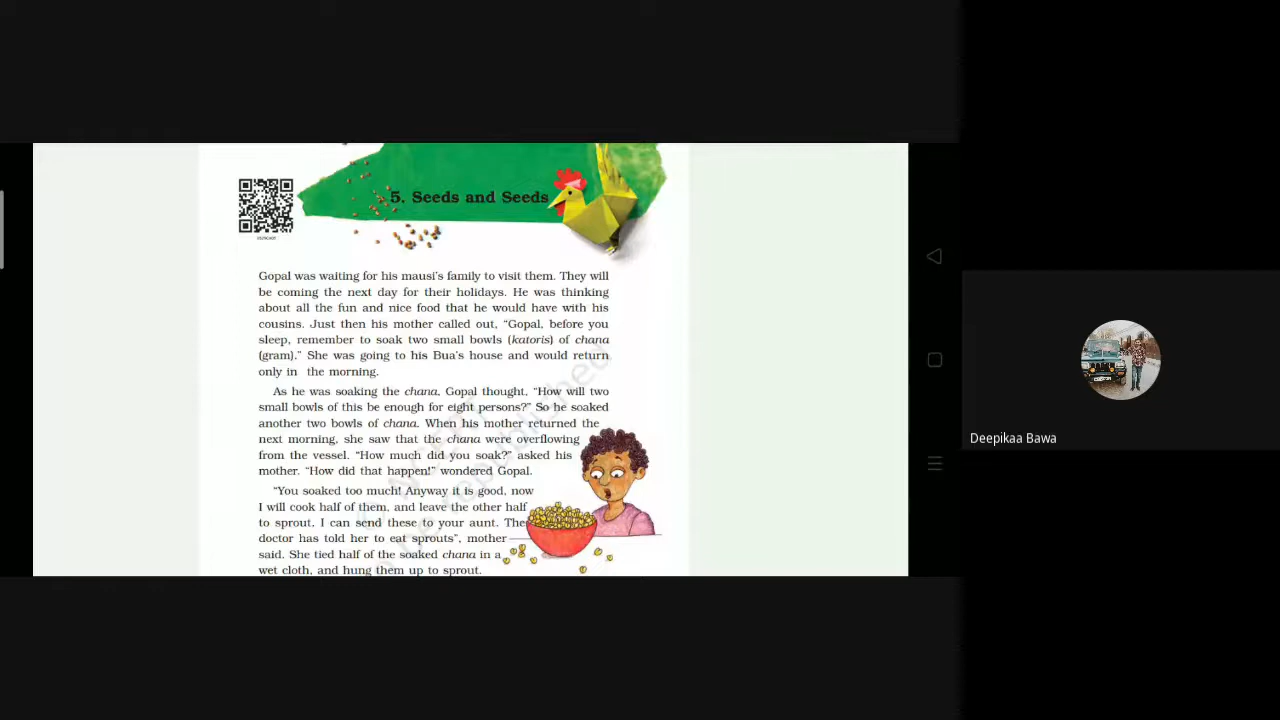 5. Seeds and Seeds
Gopal was waiting for his mausi's family to visit them. They will
be coming the next day for their holidays. He was thinking
about all the fun and nice food that he would have with his
cousins. Just then his mother called out, “Gopal, before you
sleep, remember to soak two small bowls (katoris) of chana
(gram).” She was going to his Bua's house and would return
only in the morning.
As he was soaking the chana, Gopal thought, “How will two
small bowls of this be enough for eight persons?” So he soaked
another two bowls of chana. When his mother returned the
next morning, she saw that the chana were overflowing
from the vessel. “How much did you soak?” asked his
mother. “How did that happen!” wondered Gopal.
“You soaked too much! Anyway it is good, now
I will cook half of them, and leave the other half
to sprout. I can send these to your aunt. The
doctor has told her to eat sprouts”, mother
said. She tied half of the soaked chana in a
wet cloth, and hung them up to sprout.
republished
Deepikaa Bawa